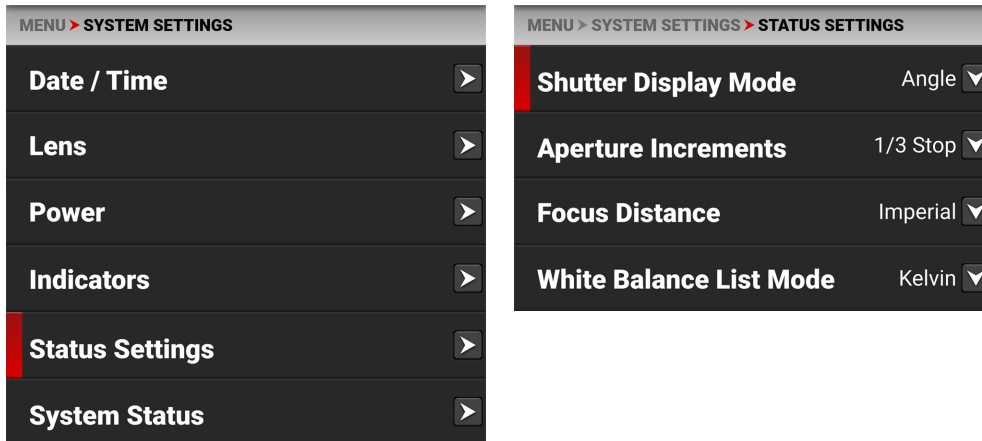 MENU > SYSTEM SETTINGS
Date / Time
Lens
Power
Indicators
Status Settings
System Status
MENU > SYSTEM SETTINGS > STATUS SETTINGS
Shutter Display Mode Angle
Aperture Increments 1/3 Stop
Focus Distance Imperial
White Balance List Mode Kelvin